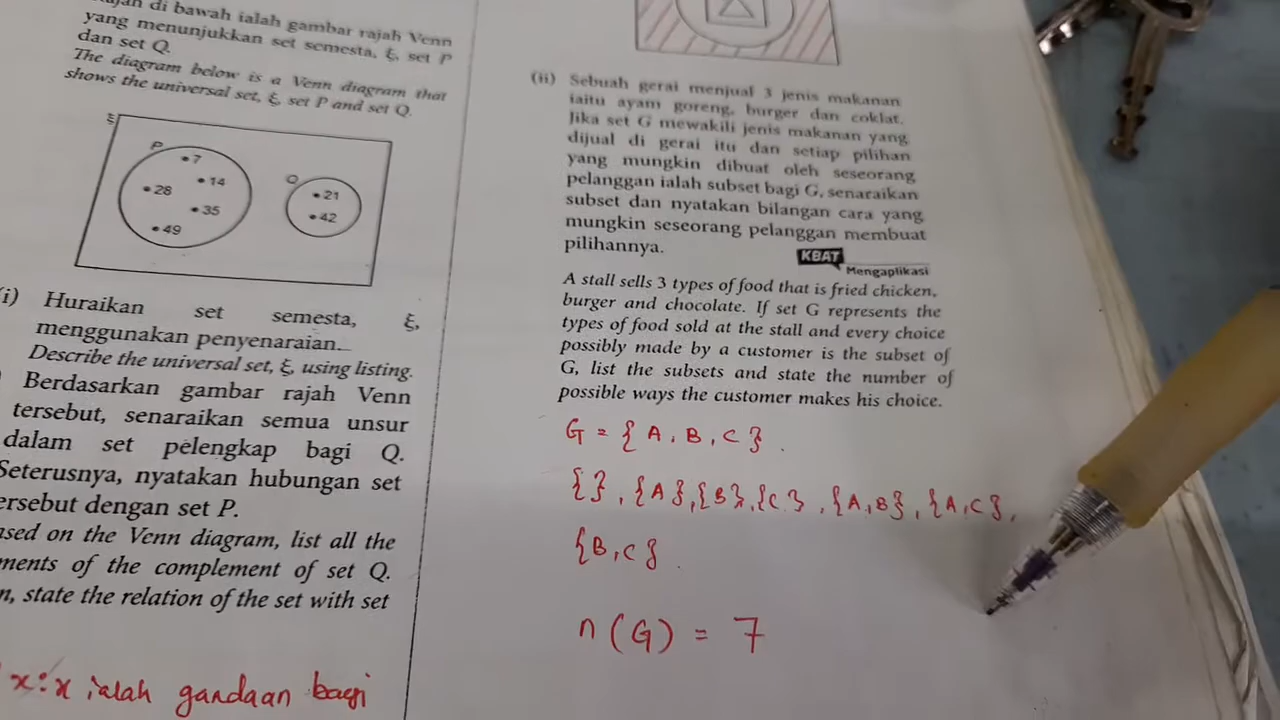 di bawah ialah gambar rajah Venn
yang menunjukkan set semesta, ξ, set P
dan set Q.
The diagram below is a Venn diagram that
shows the universal set, ξ, set P and set Q.
ξ
P
•7
•14
•28
•35
•49
Q
•21
•42
(i) Huraikan set semesta, ξ,
menggunakan penyenaraian.
Describe the universal set, ξ, using listing.
Berdasarkan gambar rajah Venn
tersebut, senaraikan semua unsur
dalam set pelengkap bagi Q.
Seterusnya, nyatakan hubungan set
tersebut dengan set P.
on the Venn diagram, list all the
of the complement of set Q.
state the relation of the set with set
x:x ialah gandaan bagi
(ii) Sebuah gerai menjual 3 jenis makanan
iaitu ayam goreng, burger dan coklat.
Jika set G mewakili jenis makanan yang
dijual di gerai itu dan setiap pilihan
yang mungkin dibuat oleh seseorang
pelanggan ialah subset bagi G, senaraikan
subset dan nyatakan bilangan cara yang
mungkin seseorang pelanggan membuat
pilihannya.
KBAT Mengaplikasi
A stall sells 3 types of food that is fried chicken,
burger and chocolate. If set G represents the
types of food sold at the stall and every choice
possibly made by a customer is the subset of
G, list the subsets and state the number of
possible ways the customer makes his choice.
G = { A, B, C }.
{ }, {A}, {B}, {C}, {A,B}, {A,C},
{B,C}.
n (G) = 7